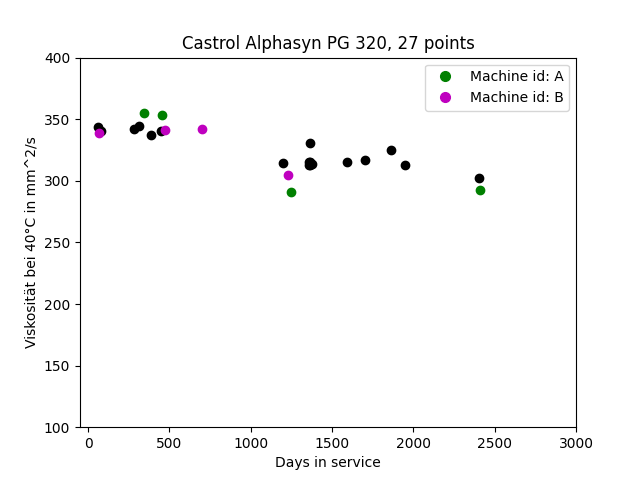 Castrol Alphasyn PG 320, 27 points
Machine id: A
Machine id: B
Viskosität bei 40°C in mm^2/s
400
350
300
250
200
150
100
0 500 1000 1500 2000 2500 3000
Days in service